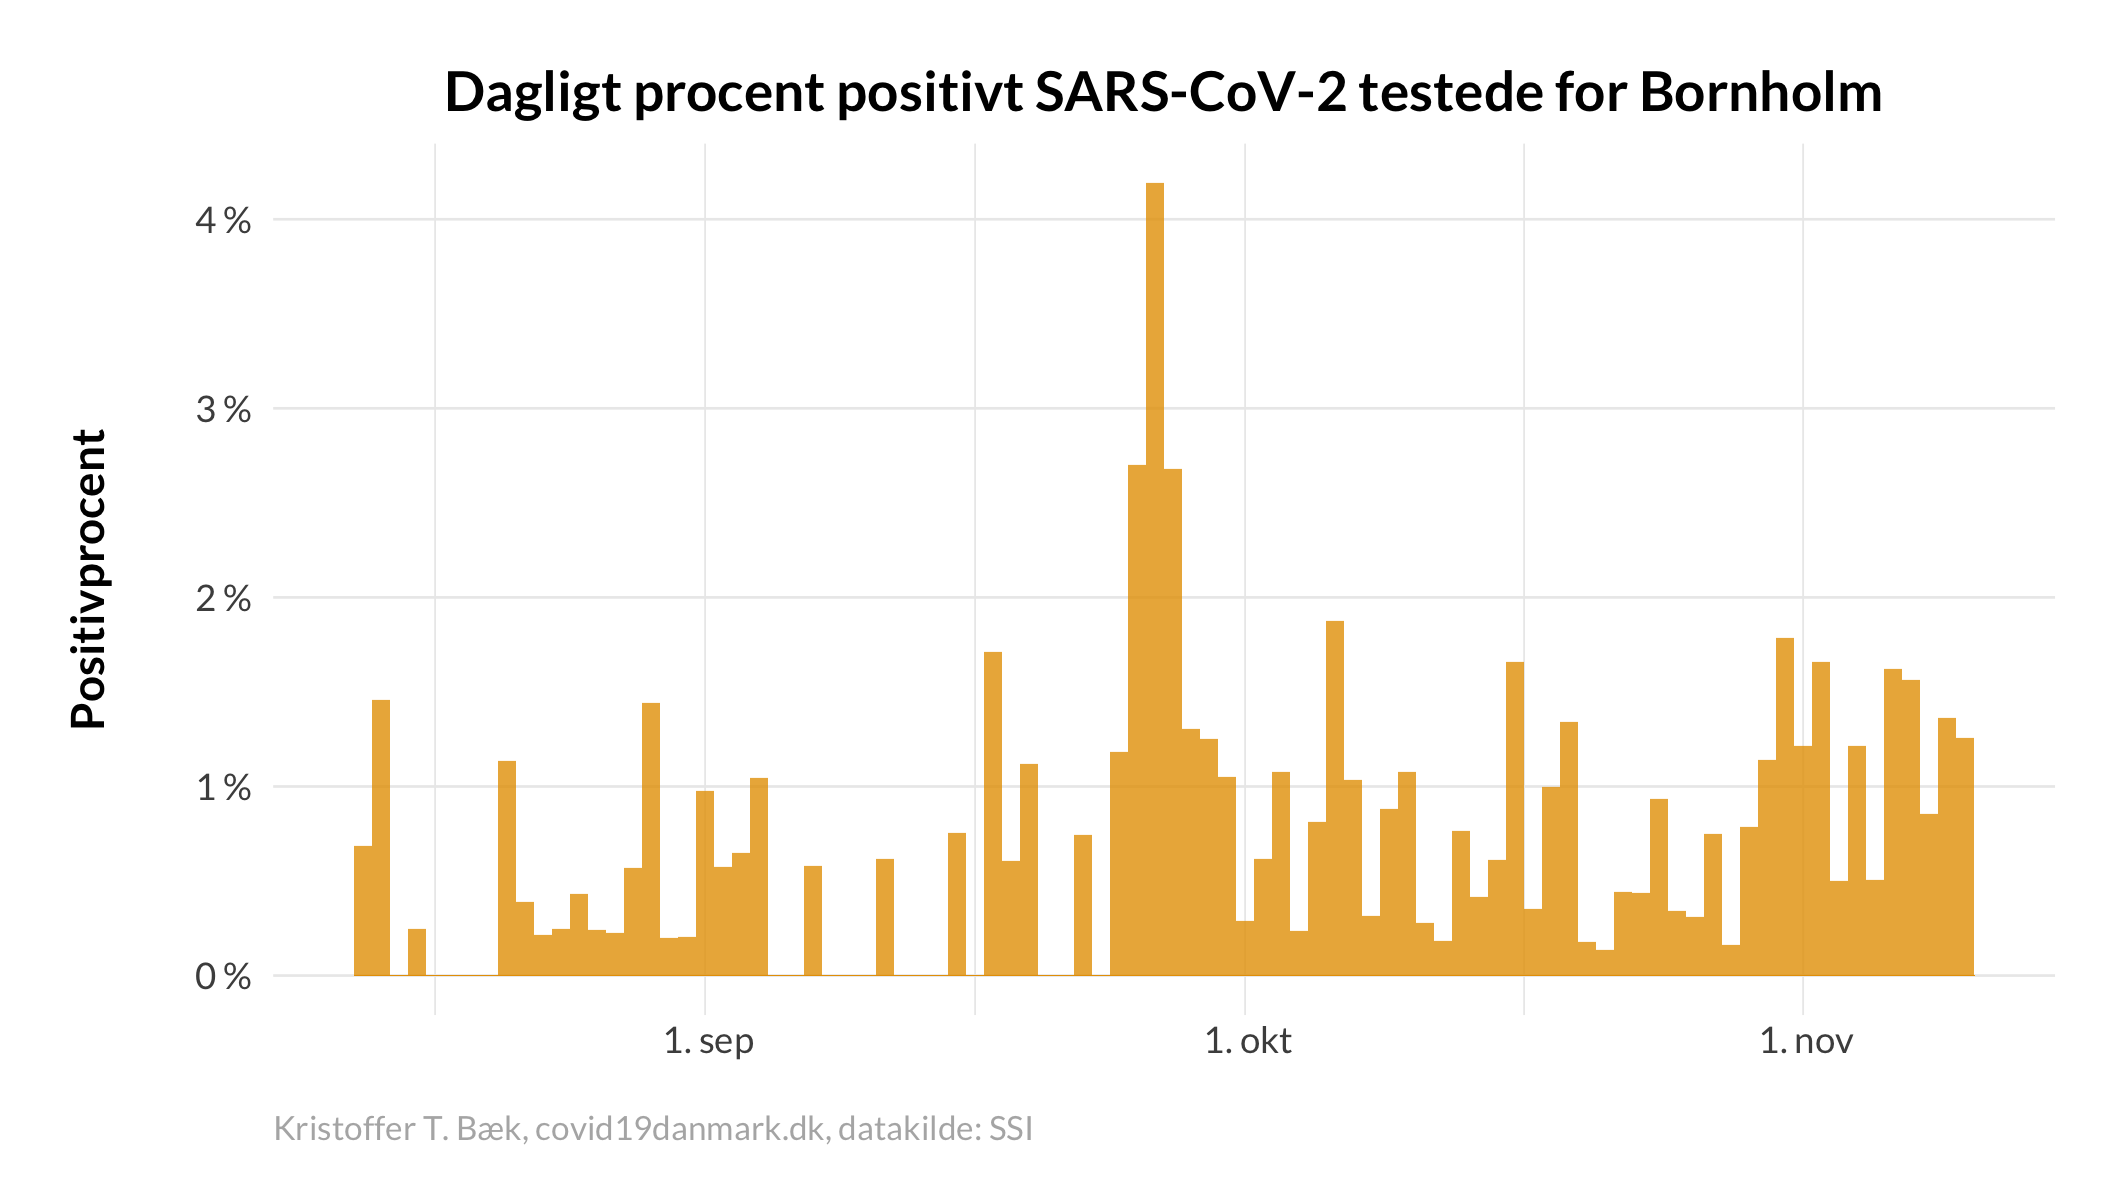 Dagligt procent positivt SARS-CoV-2 testede for Bornholm
Positivprocent
4 %
3 %
2 %
1 %
0 %
1. sep
1. okt
1. nov
Kristoffer T. Bæk, covid19danmark.dk, datakilde: SSI